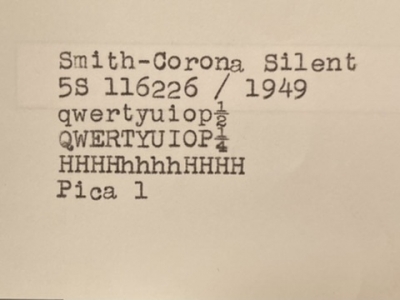 Smith-Corona Silent
5S 116226 / 1949
qwertyuiop½
QWERTYUIOP¼
HHHHhhhhHHHH
Pica 1